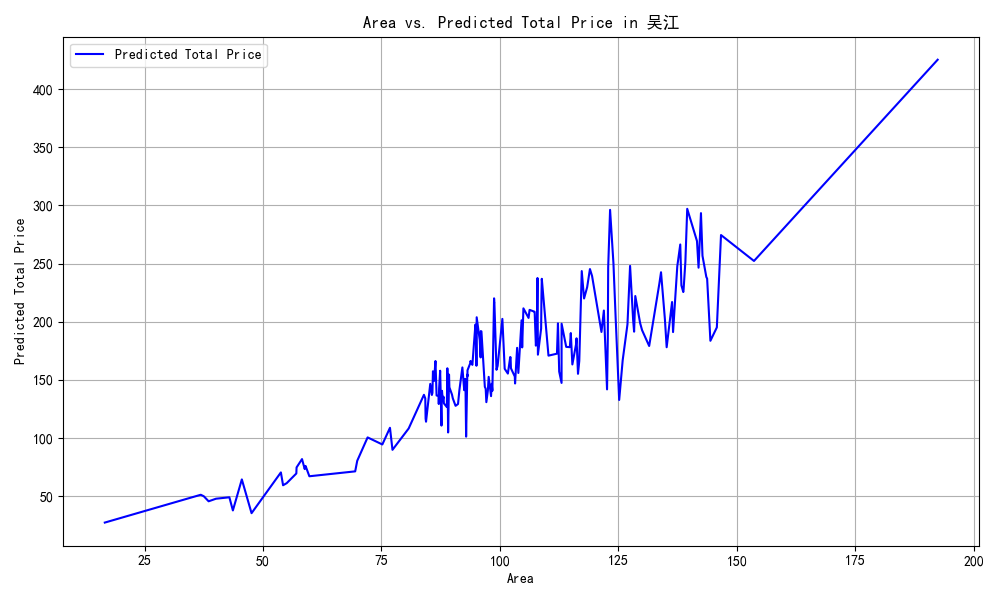 Area vs. Predicted Total Price in 吴江
Predicted Total Price
Predicted Total Price
400
350
300
250
200
150
100
50
25 50 75 100 125 150 175 200
Area